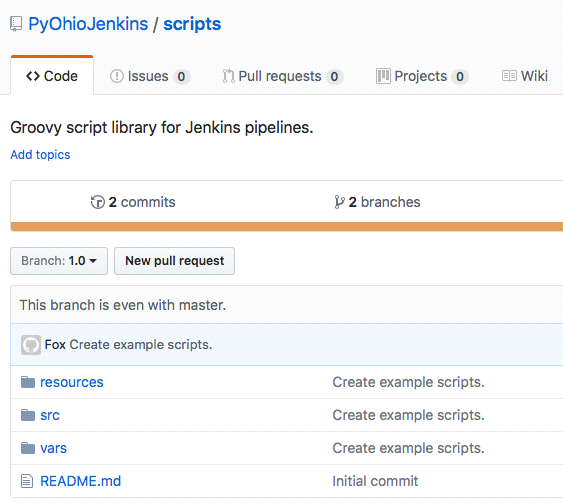 PyOhioJenkins / scripts
Code Issues 0 Pull requests 0 Projects 0 Wiki
Groovy script library for Jenkins pipelines.
Add topics
2 commits 2 branches
Branch: 1.0 New pull request
This branch is even with master.
Fox Create example scripts.
resources Create example scripts.
src Create example scripts.
vars Create example scripts.
README.md Initial commit